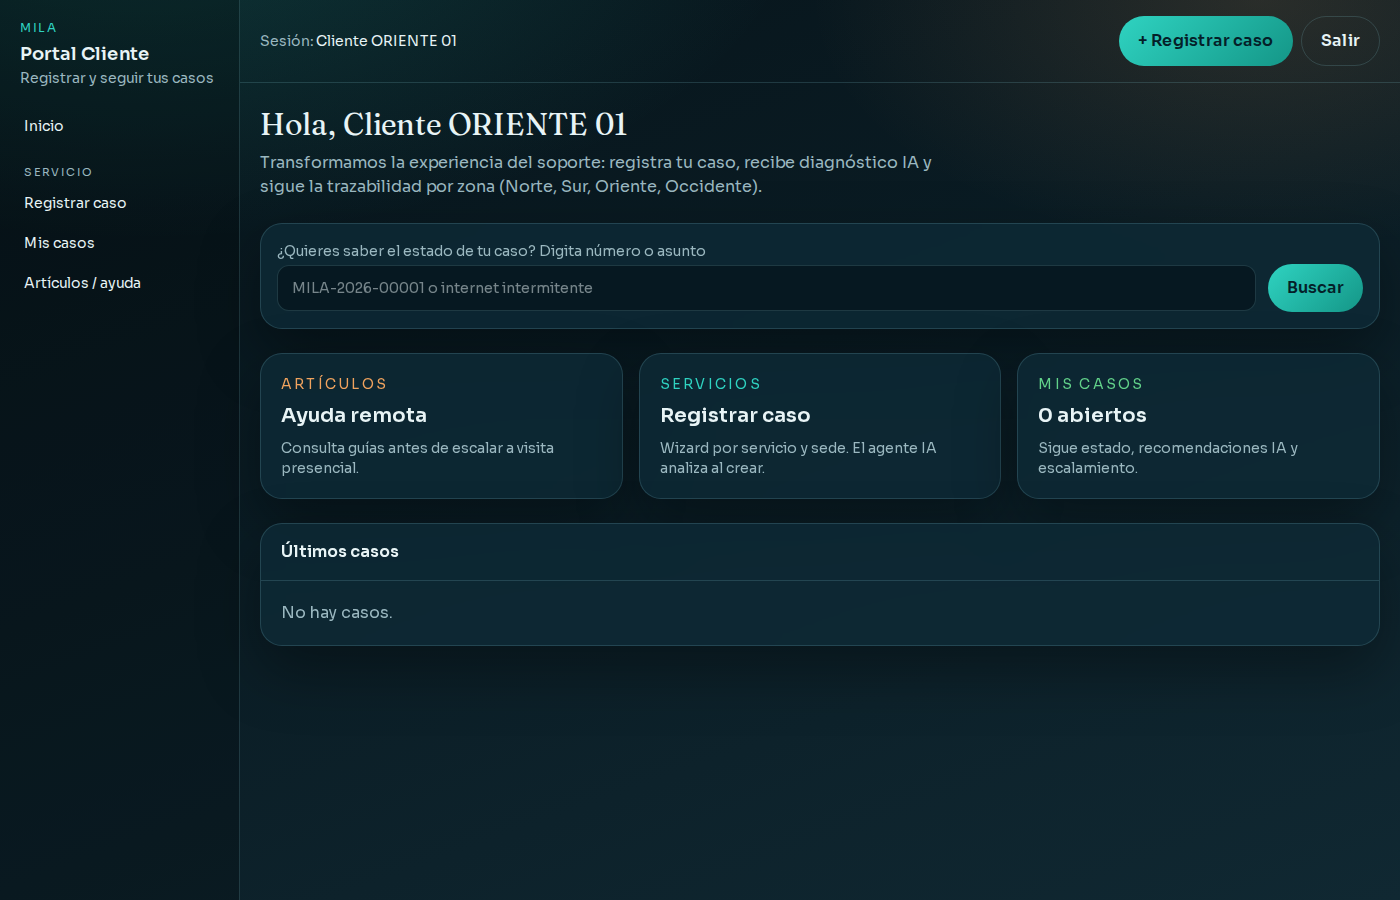 MILA
Portal Cliente
Registrar y seguir tus casos
Inicio
SERVICIO
Registrar caso
Mis casos
Artículos / ayuda
Sesión: Cliente ORIENTE 01
+ Registrar caso
Salir
Hola, Cliente ORIENTE 01
Transformamos la experiencia del soporte: registra tu caso, recibe diagnóstico IA y
sigue la trazabilidad por zona (Norte, Sur, Oriente, Occidente).
¿Quieres saber el estado de tu caso? Digita número o asunto
MILA-2026-00001 o internet intermitente
Buscar
ARTÍCULOS
Ayuda remota
Consulta guías antes de escalar a visita
presencial.
SERVICIOS
Registrar caso
Wizard por servicio y sede. El agente IA
analiza al crear.
MIS CASOS
0 abiertos
Sigue estado, recomendaciones IA y
escalamiento.
Últimos casos
No hay casos.